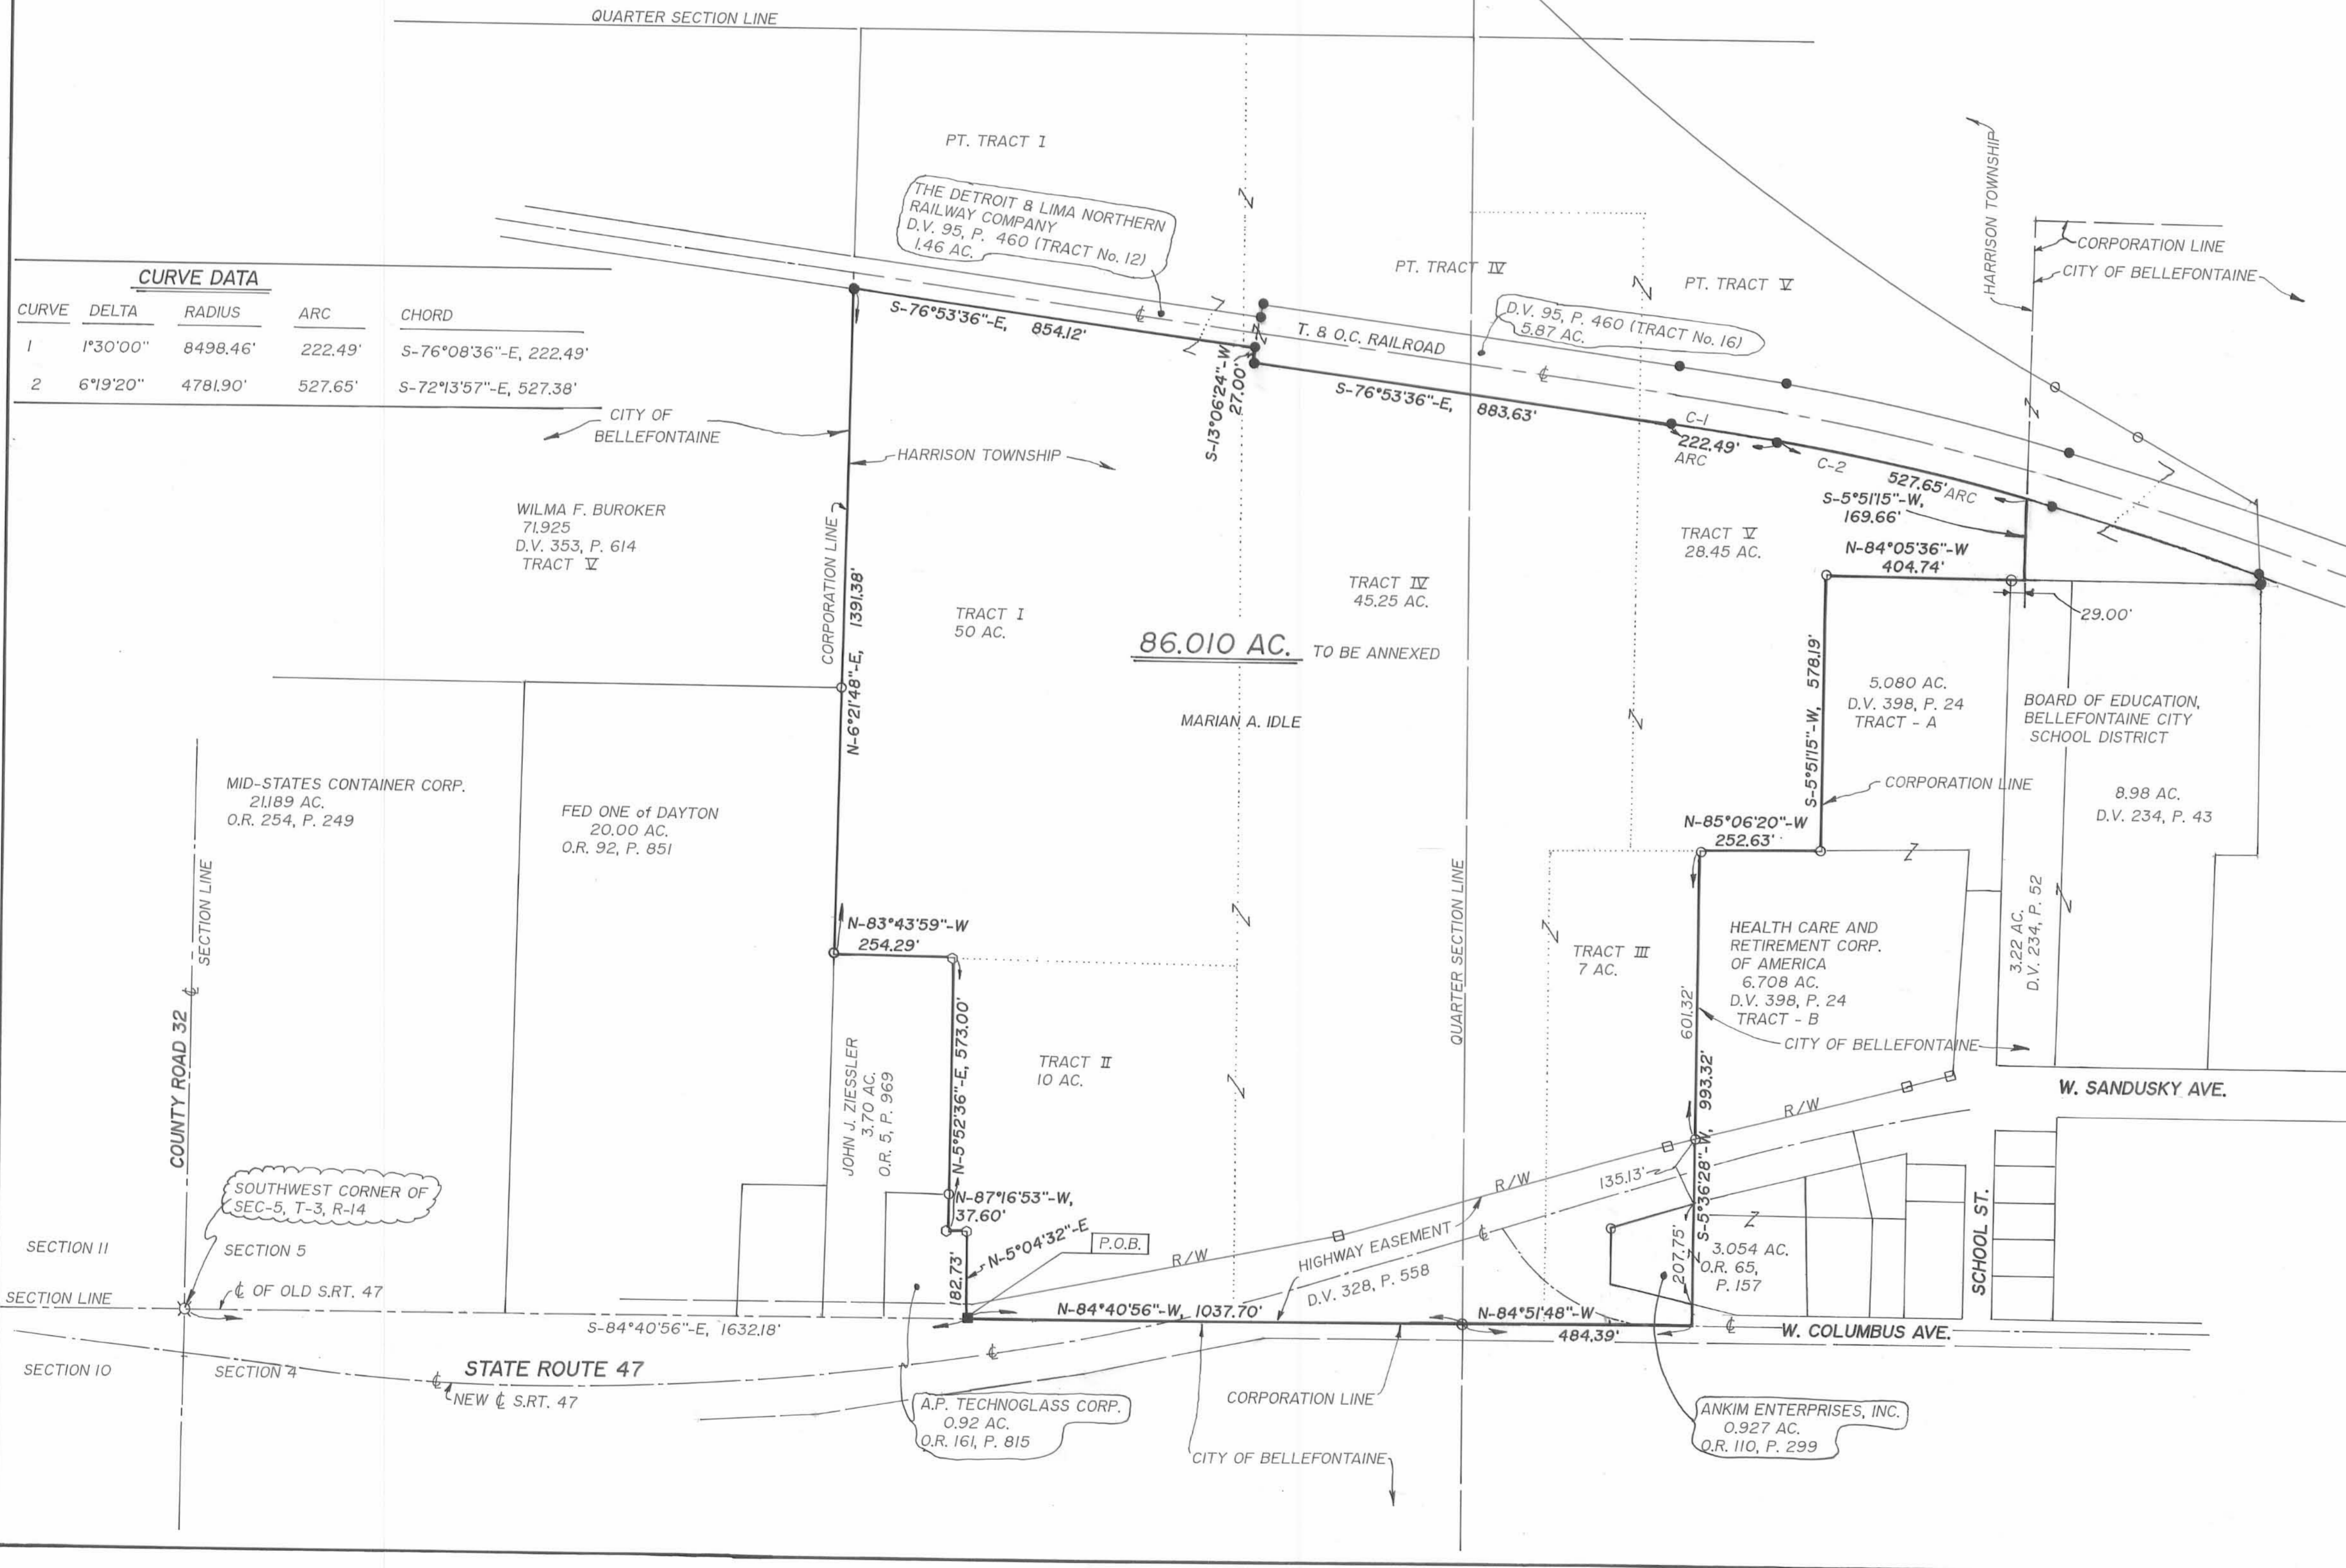 QUARTER SECTION LINE
PT. TRACT I
THE DETROIT & LIMA NORTHERN
RAILWAY COMPANY
D.V. 95, P. 460 (TRACT No. 12)
1.46 AC.
HARRISON TOWNSHIP
CORPORATION LINE
CITY OF BELLEFONTAINE
PT. TRACT IV
PT. TRACT V
D.V. 95, P. 460 (TRACT No. 16)
5.87 AC.
T. & O.C. RAILROAD
CURVE DATA
CURVE DELTA RADIUS ARC CHORD
1 1°30'00" 8498.46' 222.49' S-76°08'36"-E, 222.49'
2 6°19'20" 4781.90' 527.65' S-72°13'57"-E, 527.38'
S-76°53'36"-E, 854.12'
S-13°06'24"-W
27.00'
S-76°53'36"-E, 883.63'
C-1
222.49'
ARC
C-2
527.65' ARC
S-5°51'15"-W,
169.66'
N-84°05'36"-W
404.74'
29.00'
CITY OF
BELLEFONTAINE
HARRISON TOWNSHIP
WILMA F. BUROKER
71.925
D.V. 353, P. 614
TRACT V
CORPORATION LINE
N-6°21'48"-E, 1391.38'
TRACT I
50 AC.
TRACT IV
45.25 AC.
TRACT V
28.45 AC.
86.010 AC. TO BE ANNEXED
MARIAN A. IDLE
S-5°51'15"-W, 578.19'
5.080 AC.
D.V. 398, P. 24
TRACT - A
BOARD OF EDUCATION,
BELLEFONTAINE CITY
SCHOOL DISTRICT
8.98 AC.
D.V. 234, P. 43
CORPORATION LINE
N-85°06'20"-W
252.63'
MID-STATES CONTAINER CORP.
21.189 AC.
O.R. 254, P. 249
FED ONE of DAYTON
20.00 AC.
O.R. 92, P. 851
SECTION LINE
COUNTY ROAD 32
N-83°43'59"-W
254.29'
N-5°52'36"-E, 573.00'
JOHN J. ZIESSLER
3.70 AC.
O.R. 5, P. 969
TRACT II
10 AC.
QUARTER SECTION LINE
TRACT III
7 AC.
601.32'
S-5°36'28"-W, 993.32'
HEALTH CARE AND
RETIREMENT CORP.
OF AMERICA
6.708 AC.
D.V. 398, P. 24
TRACT - B
CITY OF BELLEFONTAINE
3.22 AC.
D.V. 234, P. 52
W. SANDUSKY AVE.
R/W
135.13'
R/W
SCHOOL ST.
SOUTHWEST CORNER OF
SEC-5, T-3, R-14
N-87°16'53"-W,
37.60'
N-5°04'32"-E
182.73'
P.O.B.
R/W
HIGHWAY EASEMENT
D.V. 328, P. 558
207.75'
3.054 AC.
O.R. 65,
P. 157
SECTION 11
SECTION 5
SECTION LINE
℄ OF OLD S.RT. 47
S-84°40'56"-E, 1632.18'
N-84°40'56"-W, 1037.70'
N-84°51'48"-W
484.39'
W. COLUMBUS AVE.
SECTION 10
SECTION 4
STATE ROUTE 47
NEW ℄ S.RT. 47
A.P. TECHNOGLASS CORP.
0.92 AC.
O.R. 161, P. 815
CORPORATION LINE
CITY OF BELLEFONTAINE
ANKIM ENTERPRISES, INC.
0.927 AC.
O.R. 110, P. 299